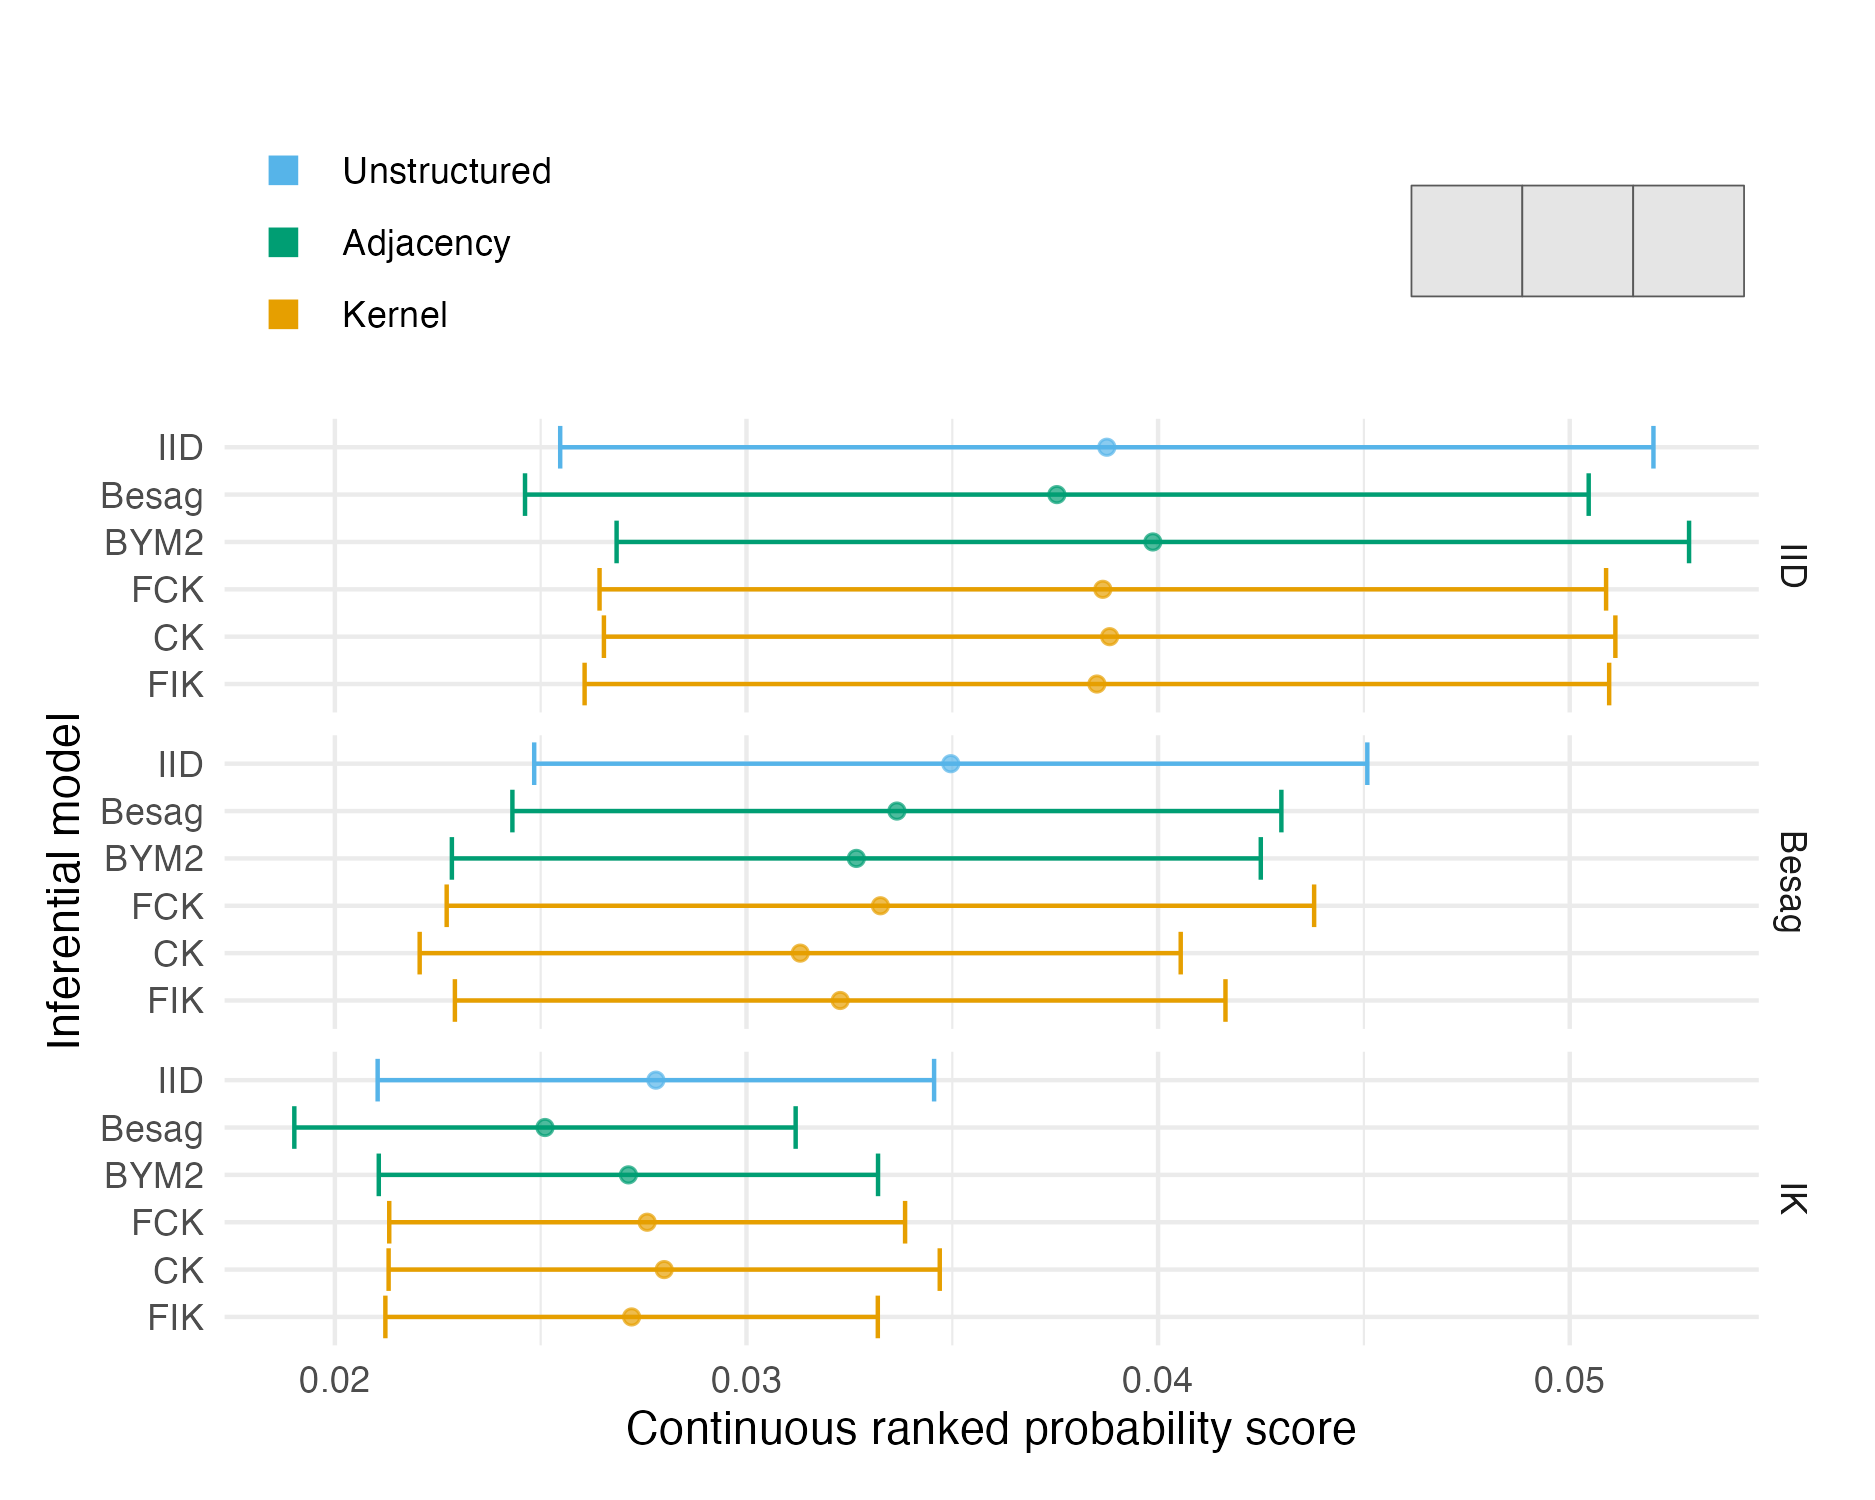 Unstructured
Adjacency
Kernel
IID
Besag
BYM2
FCK
CK
FIK
IID
IID
Besag
BYM2
FCK
CK
FIK
Besag
IID
Besag
BYM2
FCK
CK
FIK
IK
Inferential model
0.02 0.03 0.04 0.05
Continuous ranked probability score